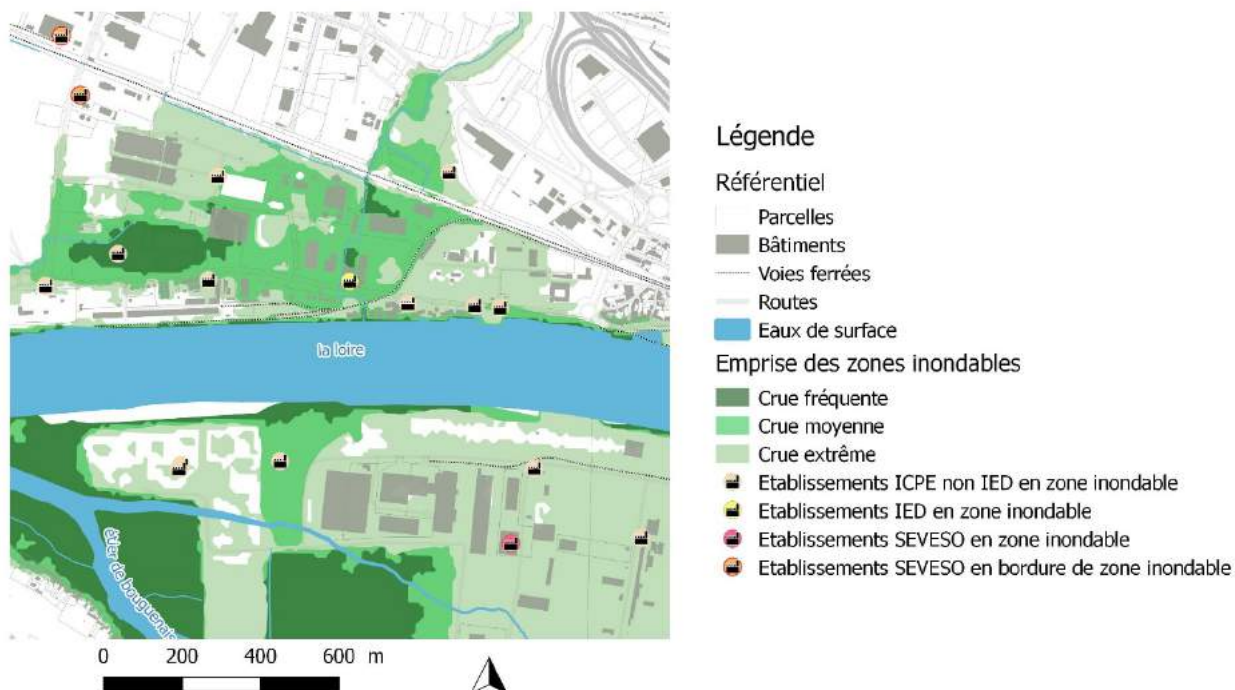 la loire
étier de bouguenais
0 200 400 600 m
Légende
Référentiel
Parcelles
Bâtiments
Voies ferrées
Routes
Eaux de surface
Emprise des zones inondables
Crue fréquente
Crue moyenne
Crue extrême
Etablissements ICPE non IED en zone inondable
Etablissements IED en zone inondable
Etablissements SEVESO en zone inondable
Etablissements SEVESO en bordure de zone inondable